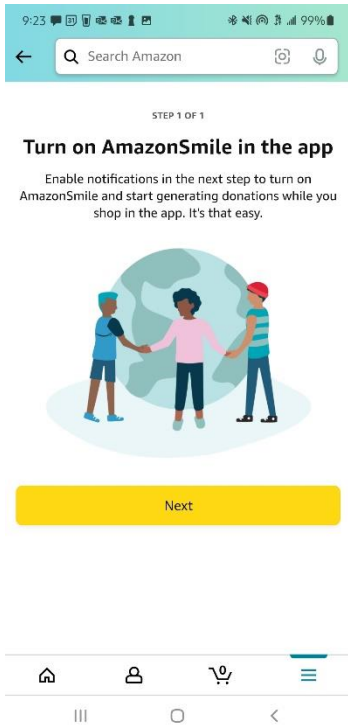 9:23
99%
Search Amazon
STEP 1 OF 1
Turn on AmazonSmile in the app
Enable notifications in the next step to turn on
AmazonSmile and start generating donations while you
shop in the app. It's that easy.
Next
0